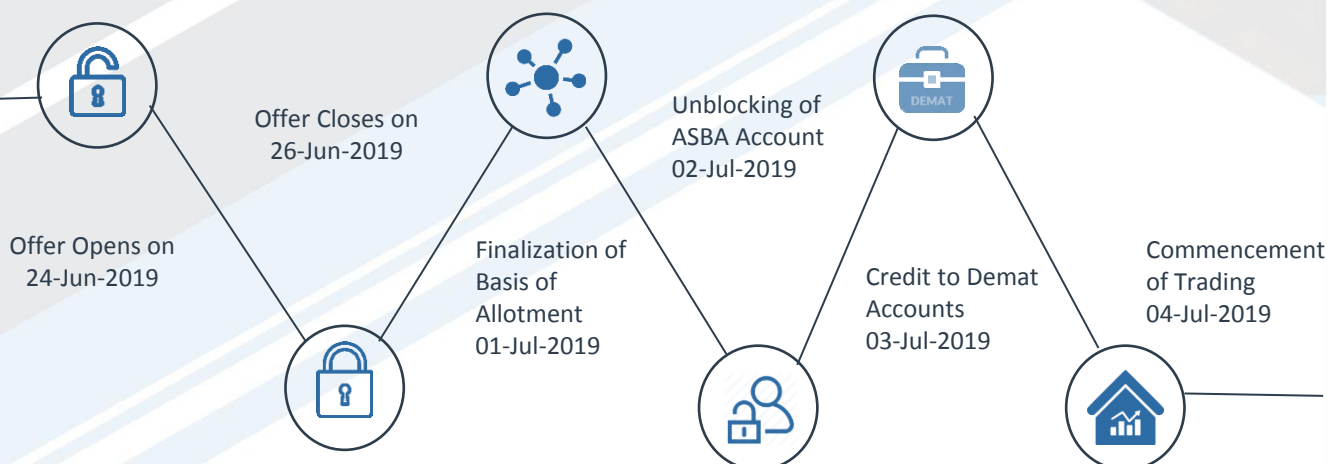 Offer Opens on
24-Jun-2019
Offer Closes on
26-Jun-2019
Finalization of
Basis of
Allotment
01-Jul-2019
Unblocking of
ASBA Account
02-Jul-2019
DEMAT
Credit to Demat
Accounts
03-Jul-2019
Commencement
of Trading
04-Jul-2019